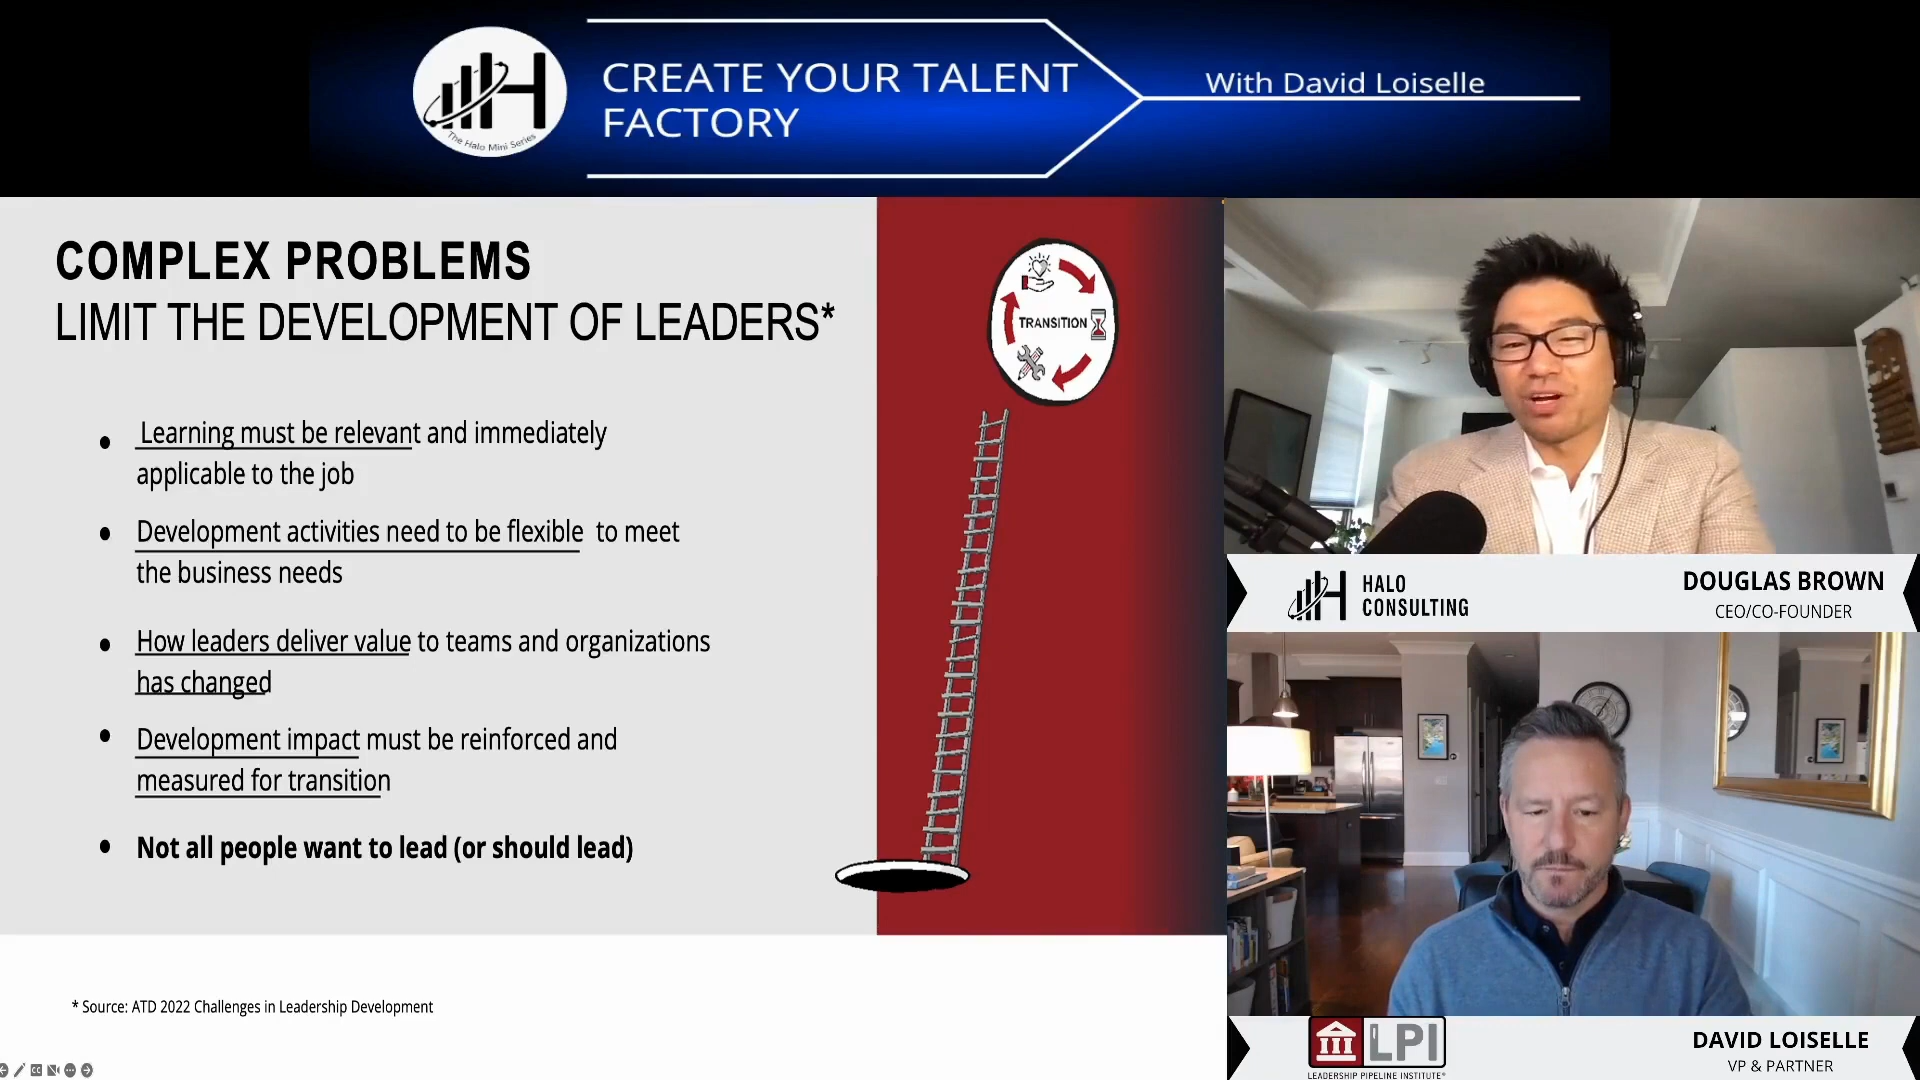 CREATE YOUR TALENT
FACTORY
With David Loiselle
H
The Halo Mini Series
COMPLEX PROBLEMS
LIMIT THE DEVELOPMENT OF LEADERS*
TRANSITION
• Learning must be relevant and immediately
applicable to the job
• Development activities need to be flexible to meet
the business needs
• How leaders deliver value to teams and organizations
has changed
• Development impact must be reinforced and
measured for transition
• Not all people want to lead (or should lead)
* Source: ATD 2022 Challenges in Leadership Development
H
HALO
CONSULTING
DOUGLAS BROWN
CEO/CO-FOUNDER
LPI
LEADERSHIP PIPELINE INSTITUTE®
DAVID LOISELLE
VP & PARTNER
CC